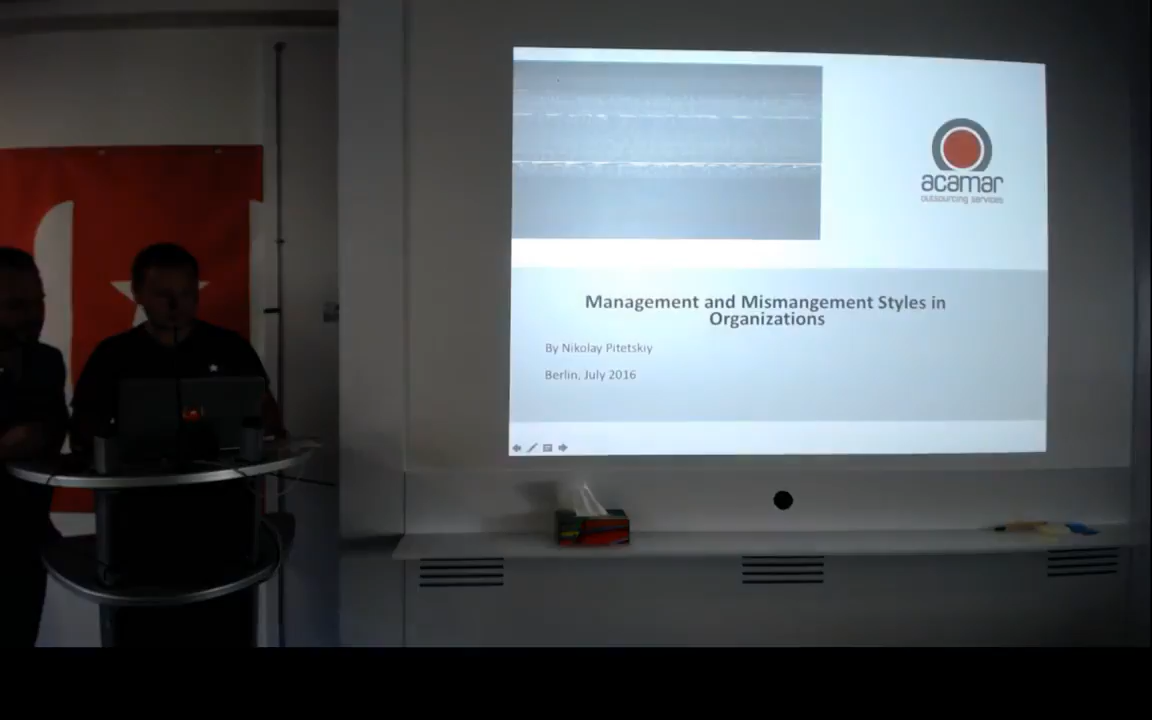 acamar
outsourcing services
Management and Mismangement Styles in
Organizations
By Nikolay Pitetskiy
Berlin, July 2016